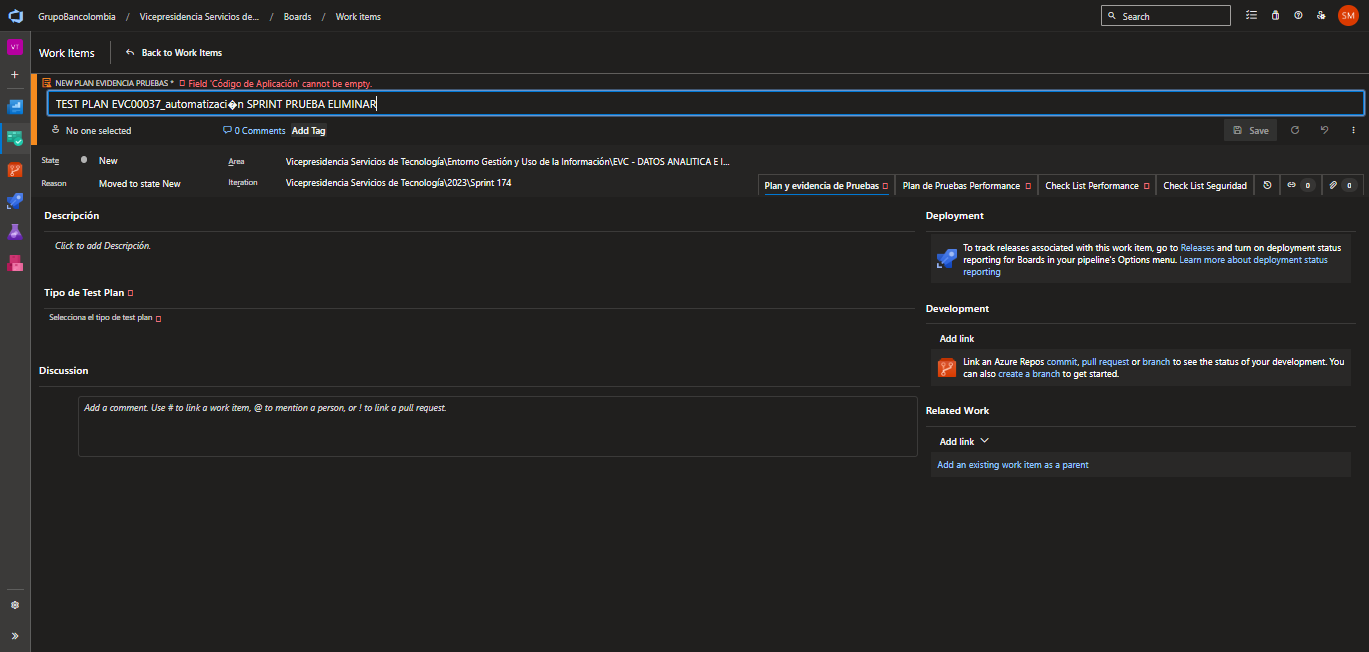 GrupoBancolombia / Vicepresidencia Servicios de... / Boards / Work items
Search
SM
VT
Work Items
Back to Work Items
NEW PLAN EVIDENCIA PRUEBAS * Field 'Código de Aplicación' cannot be empty.
TEST PLAN EVC00037_automatizaci�n SPRINT PRUEBA ELIMINAR
No one selected
0 Comments
Add Tag
Save
State
New
Area
Vicepresidencia Servicios de Tecnología\Entorno Gestión y Uso de la Información\EVC - DATOS ANALITICA E I...
Reason
Moved to state New
Iteration
Vicepresidencia Servicios de Tecnología\2023\Sprint 174
Plan y evidencia de Pruebas
Plan de Pruebas Performance
Check List Performance
Check List Seguridad
0
0
Descripción
Click to add Descripción.
Tipo de Test Plan
Selecciona el tipo de test plan
Discussion
Add a comment. Use # to link a work item, @ to mention a person, or ! to link a pull request.
Deployment
To track releases associated with this work item, go to Releases and turn on deployment status
reporting for Boards in your pipeline's Options menu. Learn more about deployment status
reporting
Development
Add link
Link an Azure Repos commit, pull request or branch to see the status of your development. You
can also create a branch to get started.
Related Work
Add link
Add an existing work item as a parent